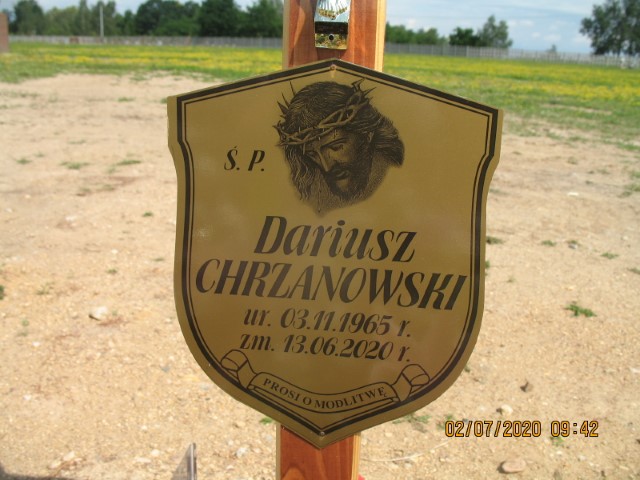 Ś. P.
Dariusz
CHRZANOWSKI
ur. 03.11.1965 r.
zm. 13.06.2020 r.
PROSI O MODLITWĘ
02/07/2020 09:42